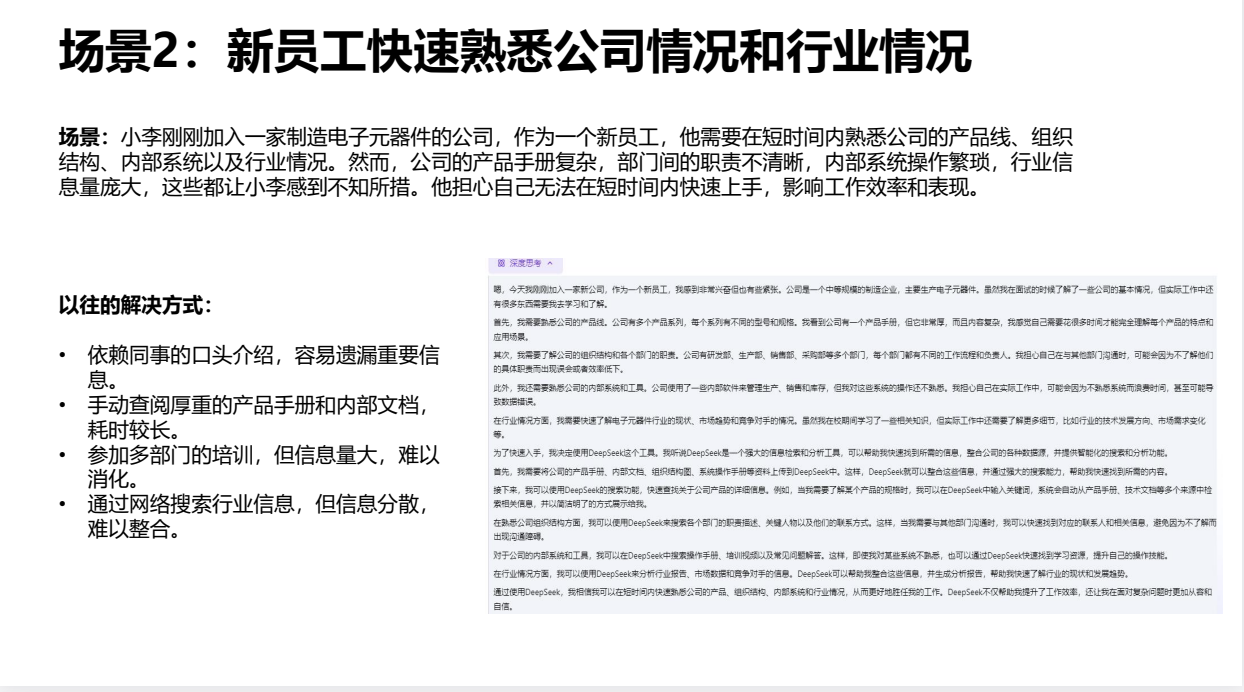 场景2：新员工快速熟悉公司情况和行业情况
场景：小李刚刚加入一家制造电子元器件的公司，作为一个新员工，他需要在短时间内熟悉公司的产品线、组织
结构、内部系统以及行业情况。然而，公司的产品手册复杂，部门间的职责不清晰，内部系统操作繁琐，行业信
息量庞大，这些都让小李感到不知所措。他担心自己无法在短时间内快速上手，影响工作效率和表现。
以往的解决方式：
• 依赖同事的口头介绍，容易遗漏重要信
息。
• 手动查阅厚重的产品手册和内部文档，
耗时较长。
• 参加多部门的培训，但信息量大，难以
消化。
• 通过网络搜索行业信息，但信息分散，
难以整合。
深度思考
嗯，今天我刚刚加入一家新公司，作为一个新员工，我感到非常兴奋但也有些紧张。公司是一个中等规模的制造企业，主要生产电子元器件。虽然我在面试的时候了解了一些公司的基本情况，但实际工作中还
有很多东西需要我去学习和了解。
首先，我需要熟悉公司的产品线。公司有多个产品系列，每个系列有不同的型号和规格。我看到公司有一个产品手册，但它非常厚，而且内容复杂，我感觉自己需要花很多时间才能完全理解每个产品的特点和
应用场景。
其次，我需要了解公司的组织结构和各个部门的职责。公司有研发部、生产部、销售部、采购部等多个部门，每个部门都有不同的工作流程和负责人。我担心自己在与其他部门沟通时，可能会因为不了解他们
的具体职责而出现误会或者效率低下。
此外，我还需要熟悉公司的内部系统和工具。公司使用了一些内部软件来管理生产、销售和库存，但我对这些系统的操作还不熟悉。我担心自己在实际工作中，可能会因为不熟悉系统而浪费时间，甚至可能导
致数据错误。
在行业情况方面，我需要快速了解电子元器件行业的现状、市场趋势和竞争对手的情况。虽然我在校期间学习了一些相关知识，但实际工作中还需要了解更多细节，比如行业的技术发展方向、市场需求变化
等。
为了快速入手，我决定使用DeepSeek这个工具。我听说DeepSeek是一个强大的信息检索和分析工具，可以帮助我快速找到所需的信息，整合公司的各种数据源，并提供智能化的搜索和分析功能。
首先，我需要将公司的产品手册、内部文档、组织结构图、系统操作手册等资料上传到DeepSeek中。这样，DeepSeek就可以整合这些信息，并通过强大的搜索能力，帮助我快速找到所需的内容。
接下来，我可以使用DeepSeek的搜索功能，快速查找关于公司产品的详细信息。例如，当我需要了解某个产品的规格时，我可以在DeepSeek中输入关键词，系统会自动从产品手册、技术文档等多个来源中检
索相关信息，并以简洁明了的方式展示给我。
在熟悉公司组织结构方面，我可以使用DeepSeek来搜索各个部门的职责描述、关键人物以及他们的联系方式。这样，当我需要与其他部门沟通时，我可以快速找到对应的联系人和相关信息，避免因为不了解而
出现沟通障碍。
对于公司的内部系统和工具，我可以在DeepSeek中搜索操作手册、培训视频以及常见问题解答。这样，即使我对某些系统不熟悉，也可以通过DeepSeek快速找到学习资源，提升自己的操作技能。
在行业情况方面，我可以使用DeepSeek来分析行业报告、市场数据和竞争对手的信息。DeepSeek可以帮助我整合这些信息，并生成分析报告，帮助我快速了解行业的现状和发展趋势。
通过使用DeepSeek，我相信我可以在短时间内快速熟悉公司的产品、组织结构、内部系统和行业情况，从而更好地胜任我的工作。DeepSeek不仅帮助我提升了工作效率，还让我在面对复杂问题时更加从容和
自信。